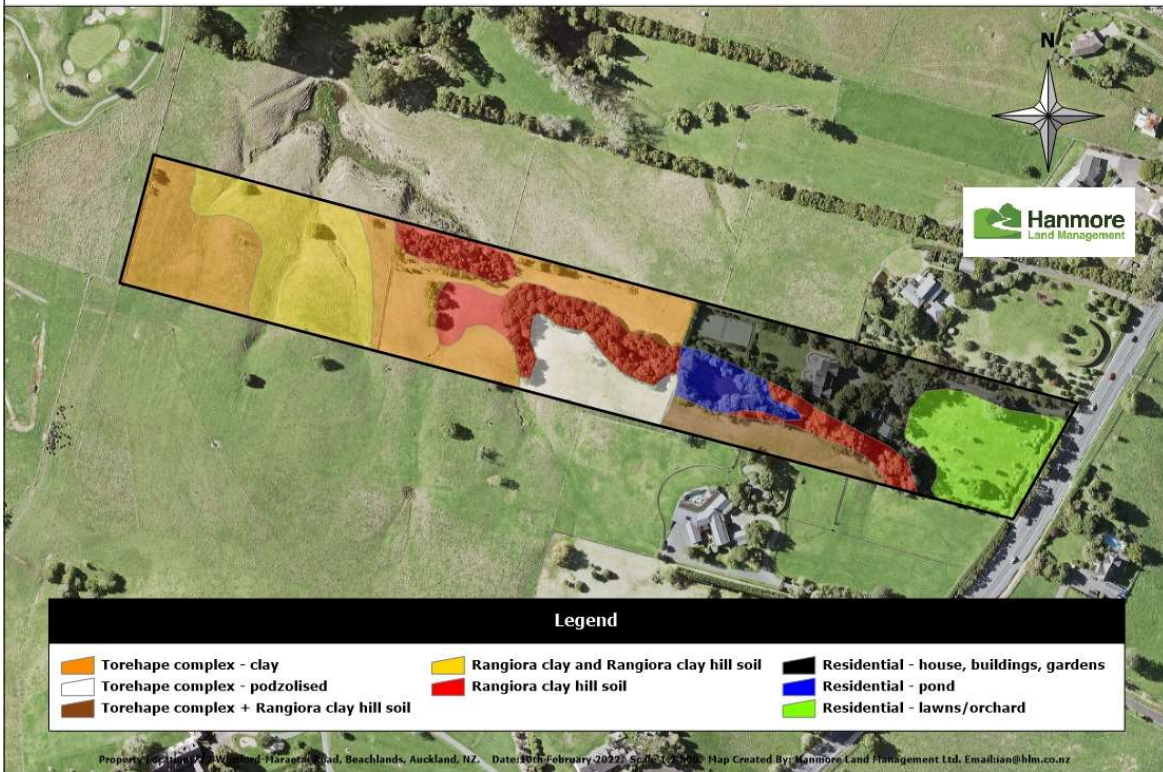 N
Hanmore
Land Management
Legend
Torehape complex - clay
Torehape complex - podzolised
Torehape complex + Rangiora clay hill soil
Rangiora clay and Rangiora clay hill soil
Rangiora clay hill soil
Residential - house, buildings, gardens
Residential - pond
Residential - lawns/orchard
Property Location: Whitford-Maraetai Road, Beachlands, Auckland, NZ. Date: 10th February 2022. Map Created By: Hanmore Land Management Ltd. Email:ian@hlm.co.nz